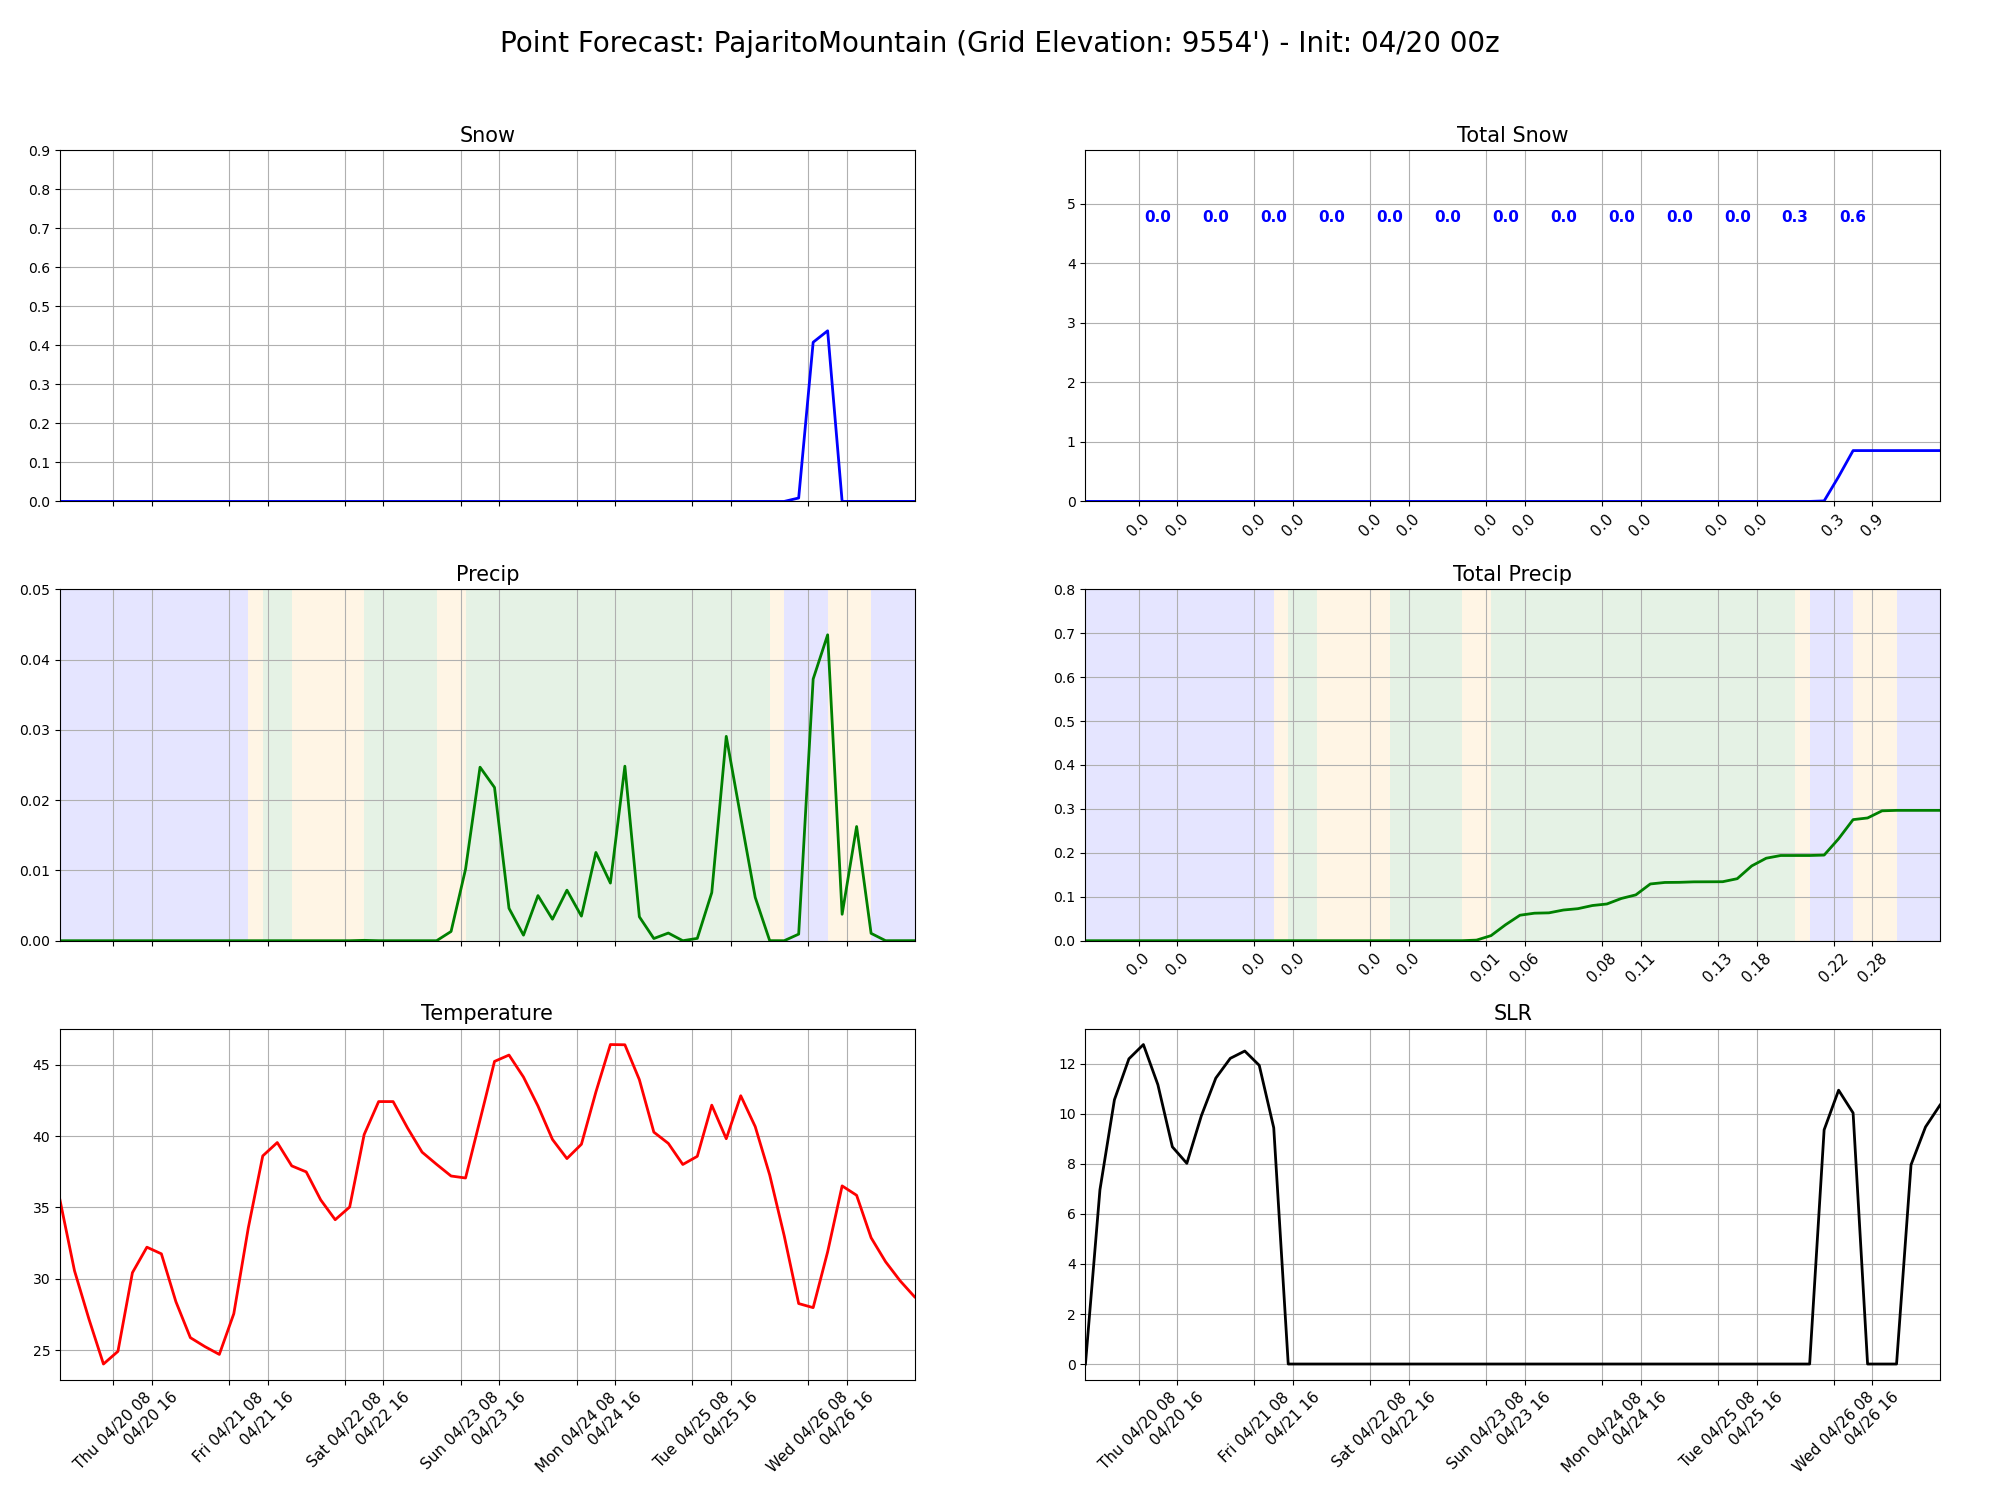 Point Forecast: PajaritoMountain (Grid Elevation: 9554') - Init: 04/20 00z
Snow
0.9
0.8
0.7
0.6
0.5
0.4
0.3
0.2
0.1
0.0
Total Snow
5
4
3
2
1
0
0.0 0.0 0.0 0.0 0.0 0.0 0.0 0.0 0.0 0.0 0.0 0.3 0.6
0.0 0.0 0.0 0.0 0.0 0.0 0.0 0.0 0.0 0.0 0.0 0.0 0.3 0.9
Precip
0.05
0.04
0.03
0.02
0.01
0.00
Total Precip
0.8
0.7
0.6
0.5
0.4
0.3
0.2
0.1
0.0
0.0 0.0 0.0 0.0 0.0 0.0 0.01 0.06 0.08 0.11 0.13 0.18 0.22 0.28
Temperature
45
40
35
30
25
Thu 04/20 08
04/20 16
Fri 04/21 08
04/21 16
Sat 04/22 08
04/22 16
Sun 04/23 08
04/23 16
Mon 04/24 08
04/24 16
Tue 04/25 08
04/25 16
Wed 04/26 08
04/26 16
SLR
12
10
8
6
4
2
0
Thu 04/20 08
04/20 16
Fri 04/21 08
04/21 16
Sat 04/22 08
04/22 16
Sun 04/23 08
04/23 16
Mon 04/24 08
04/24 16
Tue 04/25 08
04/25 16
Wed 04/26 08
04/26 16